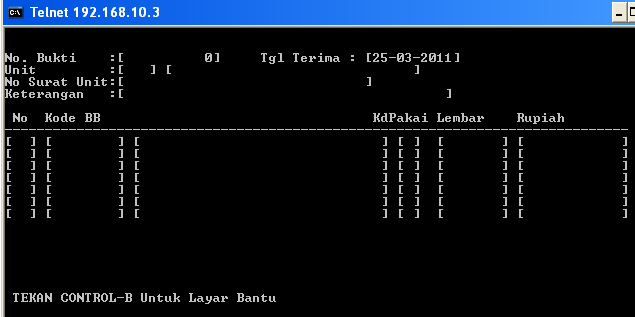 Telnet 192.168.10.3
No. Bukti    :[          0]     Tgl Terima : [25-03-2011]
Unit         :[   ] [                              ]
No Surat Unit:[                              ]
Keterangan   :[                                        ]
No  Kode BB                                 KdPakai Lembar    Rupiah
[  ] [        ] [                              ] [ ] [       ] [            ]
[  ] [        ] [                              ] [ ] [       ] [            ]
[  ] [        ] [                              ] [ ] [       ] [            ]
[  ] [        ] [                              ] [ ] [       ] [            ]
[  ] [        ] [                              ] [ ] [       ] [            ]
[  ] [        ] [                              ] [ ] [       ] [            ]
[  ] [        ] [                              ] [ ] [       ] [            ]
TEKAN CONTROL-B Untuk Layar Bantu